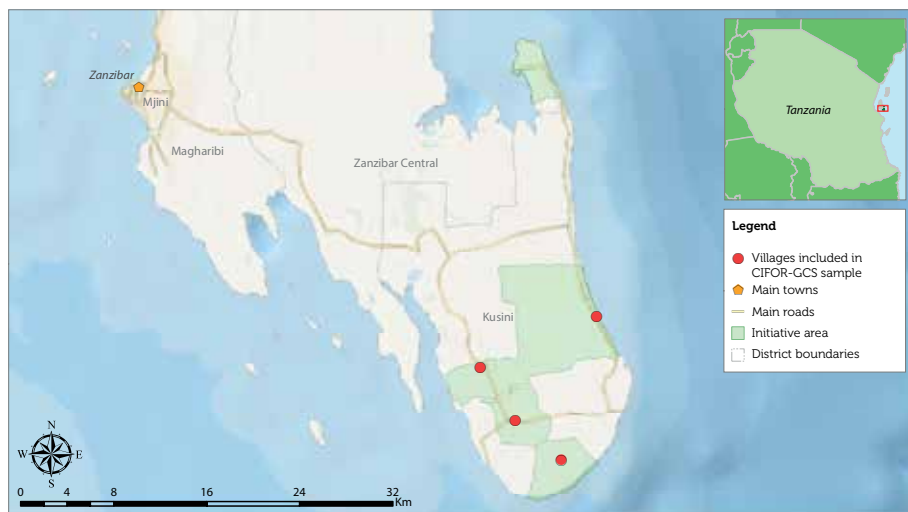 Zanzibar
Mjini
Magharibi
Zanzibar Central
Kusini
Tanzania
Legend
Villages included in
CIFOR-GCS sample
Main towns
Main roads
Initiative area
District boundaries
N
W E
S
0 4 8 16 24 32
Km